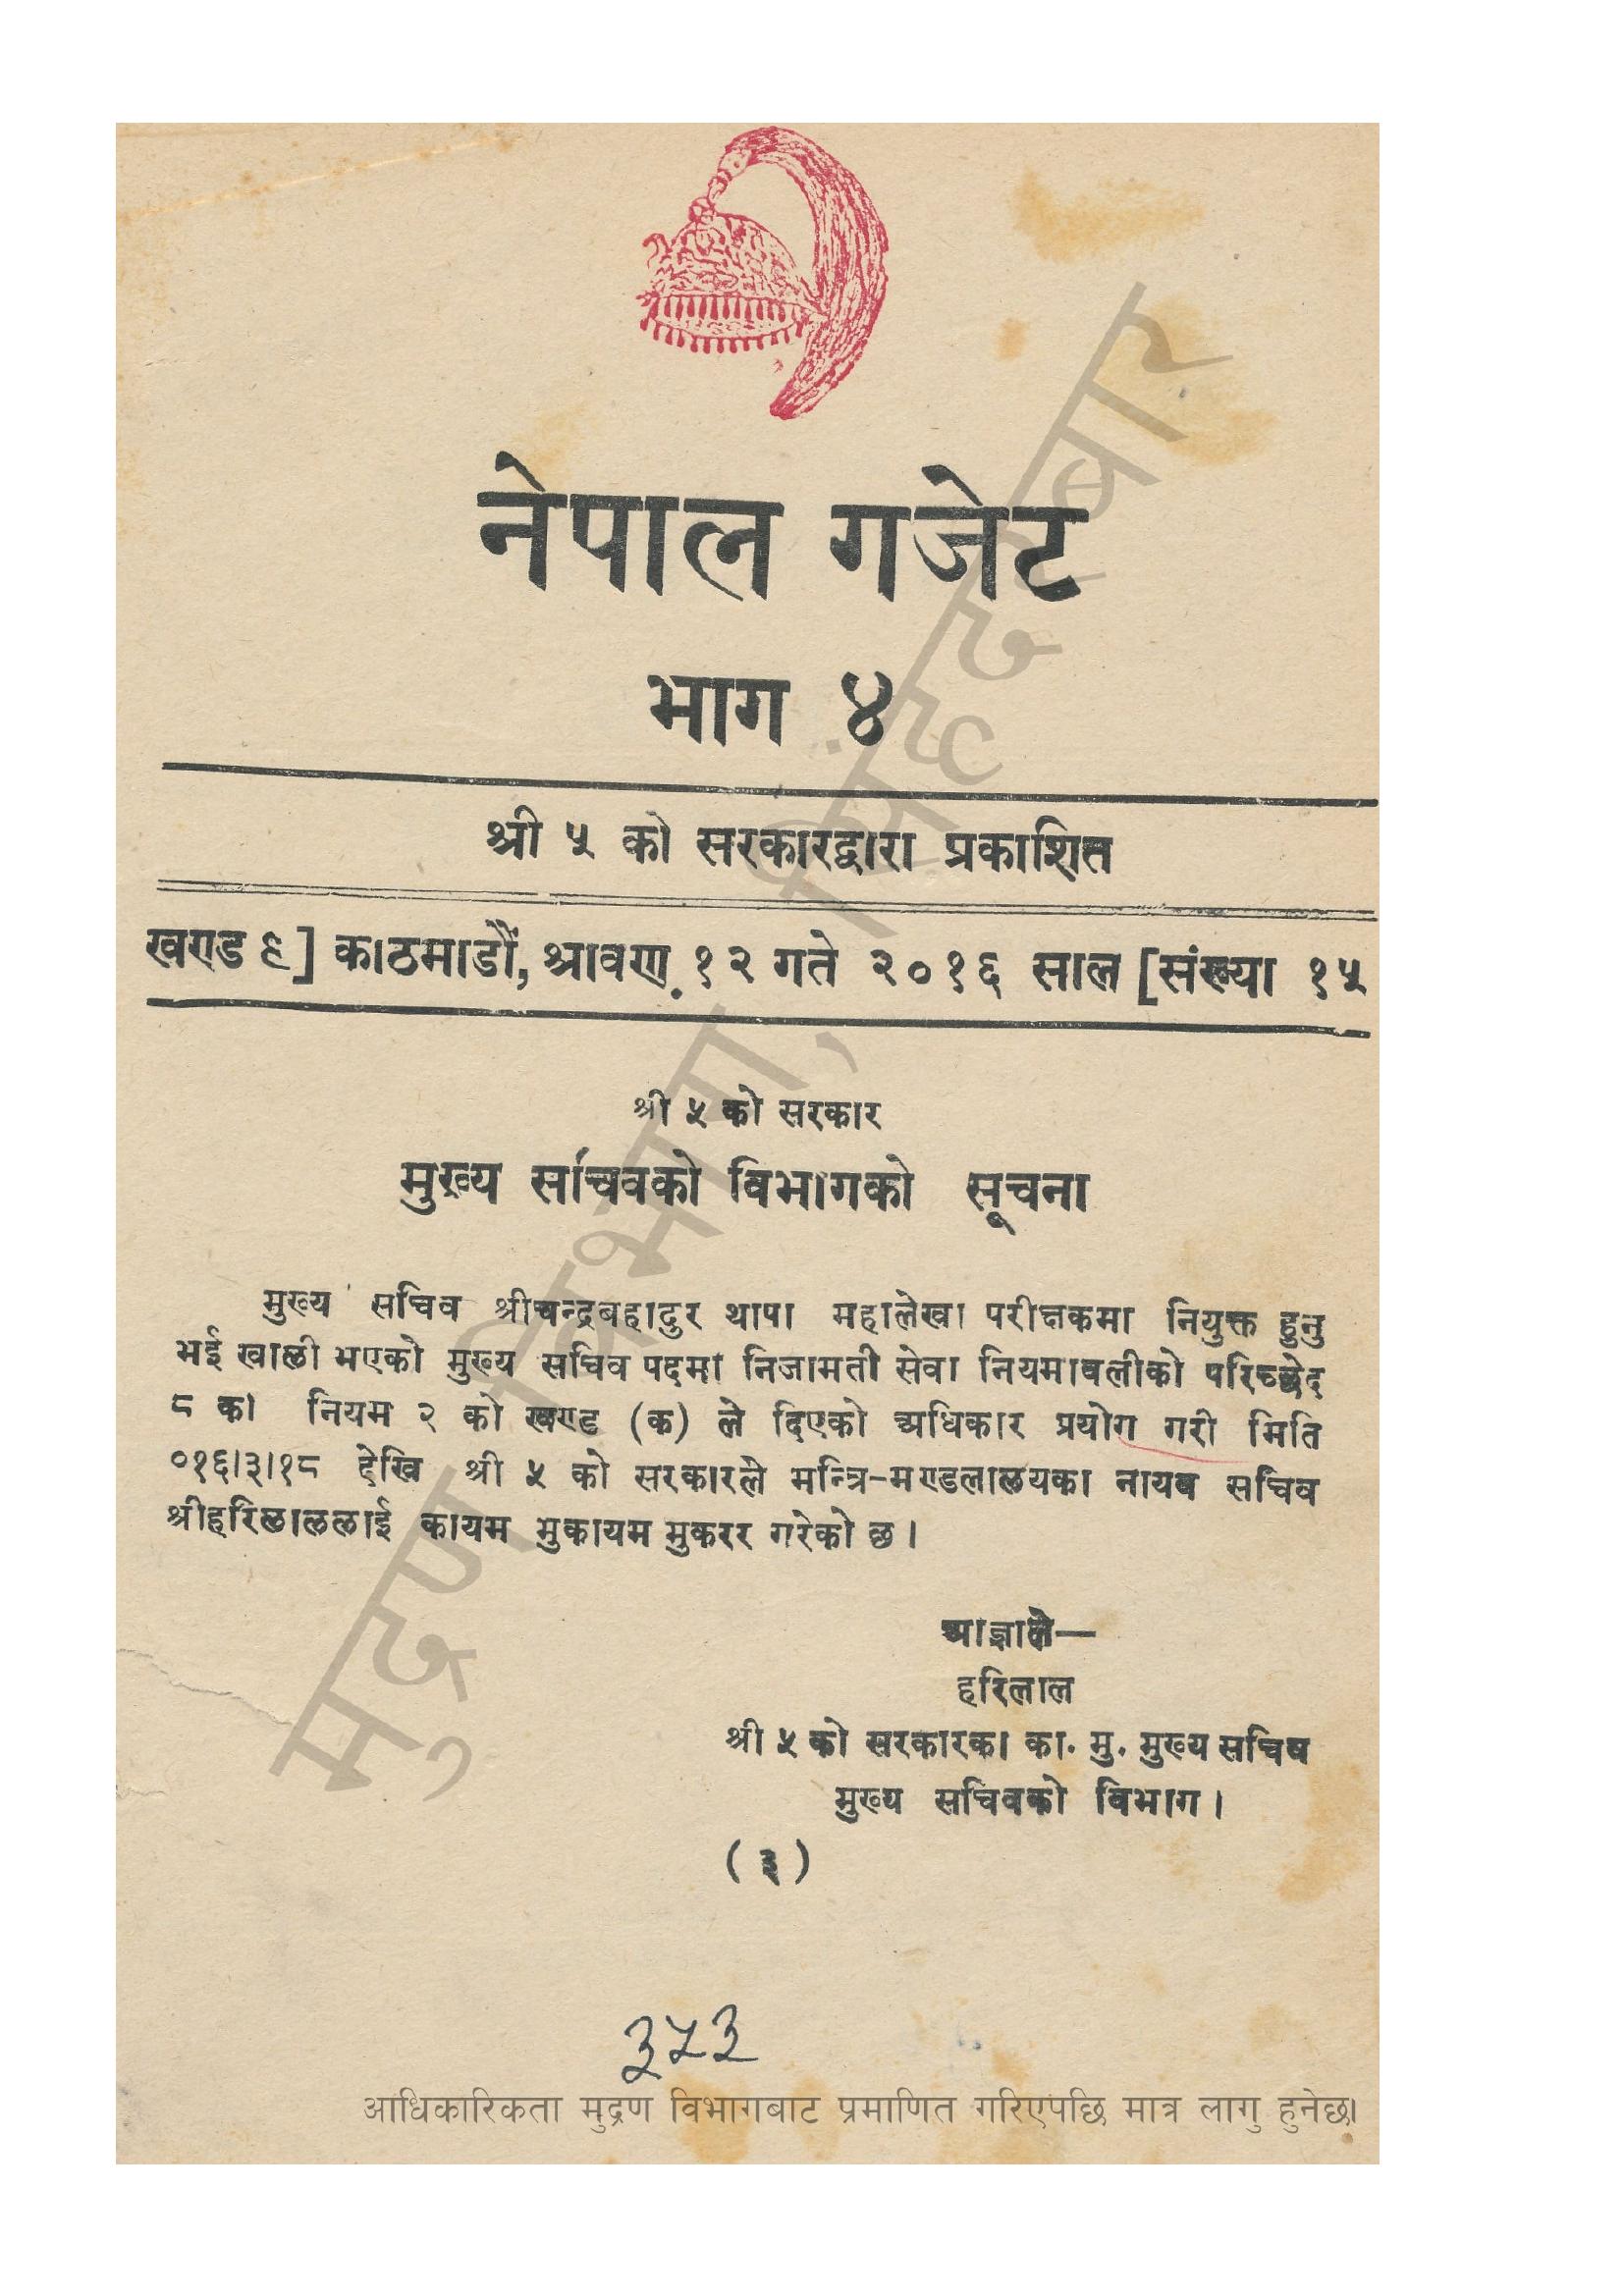 नेपाल गजेट
भाग ४
श्री ५ को सरकारद्वारा प्रकाशित
खण्ड ९] काठमाडौं, श्रावण १२ गते २०१६ साल [संख्या १५
श्री ५ को सरकार
मुख्य सचिवको विभागको सूचना
मुख्य सचिव श्रीचन्द्रबहादुर थापा महालेखा परीक्षकमा नियुक्त हुनु
भई खाली भएको मुख्य सचिव पदमा निजामती सेवा नियमावलीको परिच्छेद
८ का नियम २ को खण्ड (क) ले दिएको अधिकार प्रयोग गरी मिति
०१६।३।१८ देखि श्री ५ को सरकारले मन्त्रि-मण्डलालयका नायब सचिव
श्रीहरिलाललाई कायम मुकायम मुकरर गरेको छ।
आज्ञाले—
हरिलाल
श्री ५ को सरकारका का. मु. मुख्य सचिव
मुख्य सचिवको विभाग।
(३)
३५३
आधिकारिकता मुद्रण विभागबाट प्रमाणित गरिएपछि मात्र लागु हुनेछ।
मुद्रण विभाग, सिंहदरबार